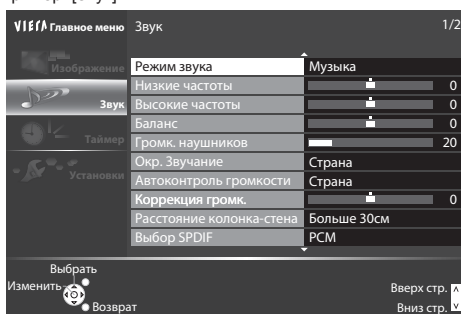 VIERA Главное меню Звук 1/2
Изображение
Звук
Таймер
Установки
Режим звука Музыка
Низкие частоты 0
Высокие частоты 0
Баланс 0
Громк. наушников 20
Окр. Звучание Страна
Автоконтроль громкости Страна
Коррекция громк. 0
Расстояние колонка-стена Больше 30см
Выбор SPDIF PCM
Выбрать
Изменить
Возврат
Вверх стр.
Вниз стр.